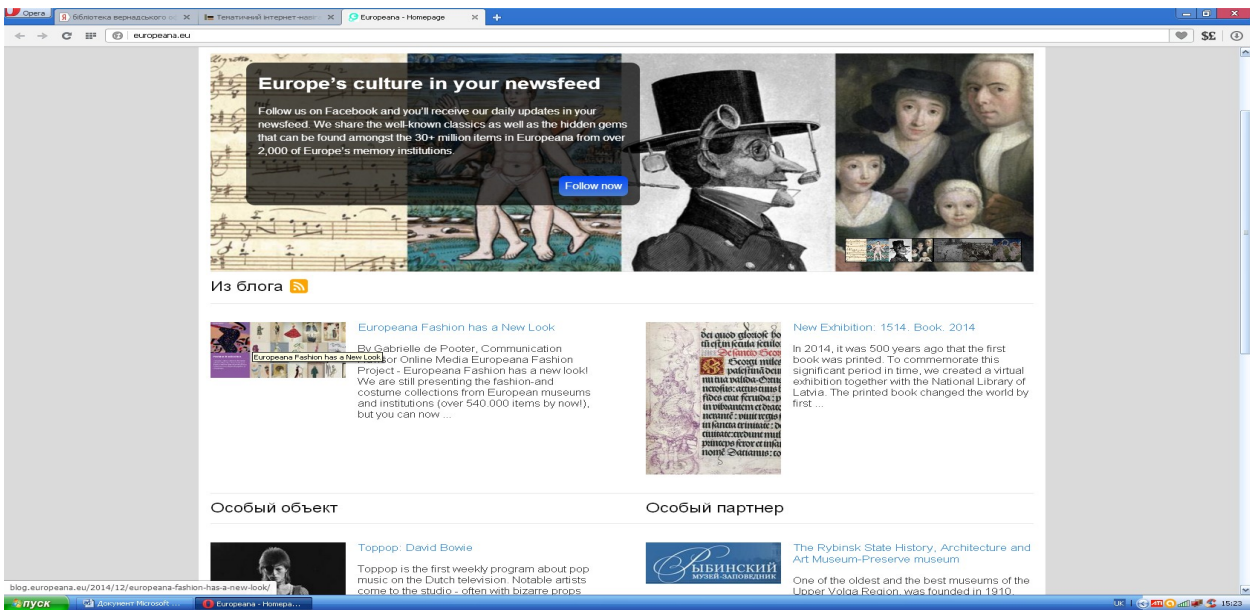 Opera
бібліотека вернадського
Тематичний інтернет-нав
Europeana - Homepage
europeana.eu
Europe's culture in your newsfeed
Follow us on Facebook and you'll receive our daily updates in your
newsfeed. We share the well-known classics as well as the hidden gems
that can be found amongst the 30+ million items in Europeana from over
2,000 of Europe's memory institutions.
Follow now
Из блога
Europeana Fashion has a New Look
By Gabrielle de Pooter, Communication
for Online Media Europeana Fashion
Project - Europeana Fashion has a new look!
We are still presenting the fashion-and
costume collections from European museums
and institutions (over 540.000 items by now!),
but you can now ...
Europeana Fashion has a New Look
New Exhibition: 1514. Book. 2014
In 2014, it was 500 years ago that the first
book was printed. To commemorate this
significant period in time, we created a virtual
exhibition together with the National Library of
Latvia. The printed book changed the world by
first ...
Особый объект
Особый партнер
Toppop: David Bowie
Toppop is the first weekly program about pop
music on the Dutch television. Notable artists
come to the studio - often with bizarre props
РЫБИНСКИЙ
МУЗЕЙ-ЗАПОВЕДНИК
The Rybinsk State History, Architecture and
Art Museum-Preserve museum
One of the oldest and the best museums of the
Upper Volga Region, was founded in 1910.
blog.europeana.eu/2014/12/europeana-fashion-has-a-new-look/
пуск
Документ Microsoft ...
Europeana - Homepa...
UK
15:23